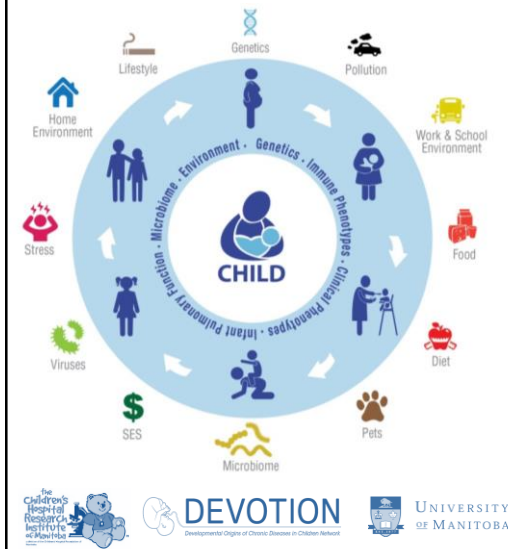 Genetics
Pollution
Work & School
Environment
Food
Diet
Pets
Microbiome
SES
Viruses
Stress
Home
Environment
Lifestyle
Environment · Genetics · Immune Phenotypes · Clinical Phenotypes · Infant Pulmonary Function · Microbiome ·
CHILD
the
Children's
Hospital
Research
Institute
of Manitoba
DEVOTION
Developmental Origins of Chronic Diseases in Children Network
UNIVERSITY
OF MANITOBA